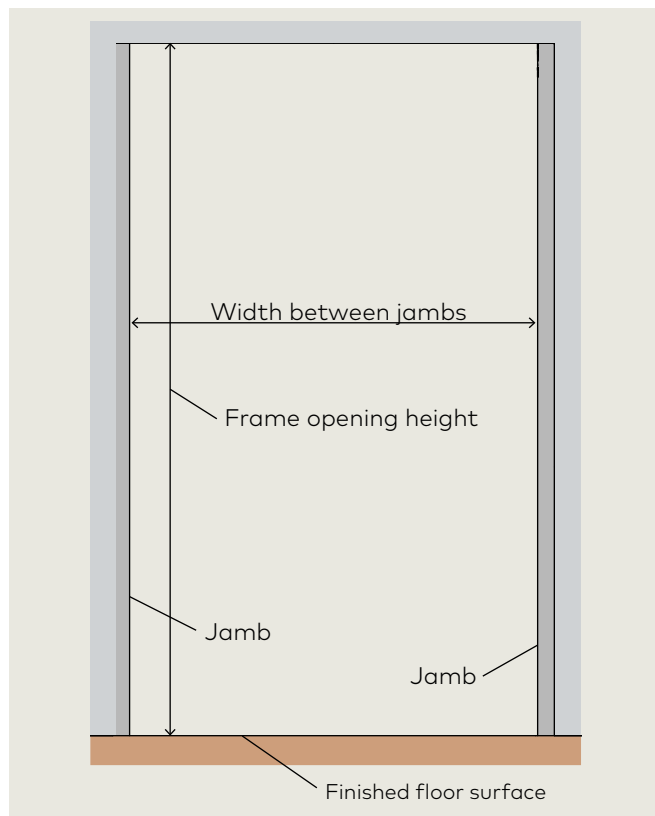 Width between jambs
Frame opening height
Jamb
Jamb
Finished floor surface